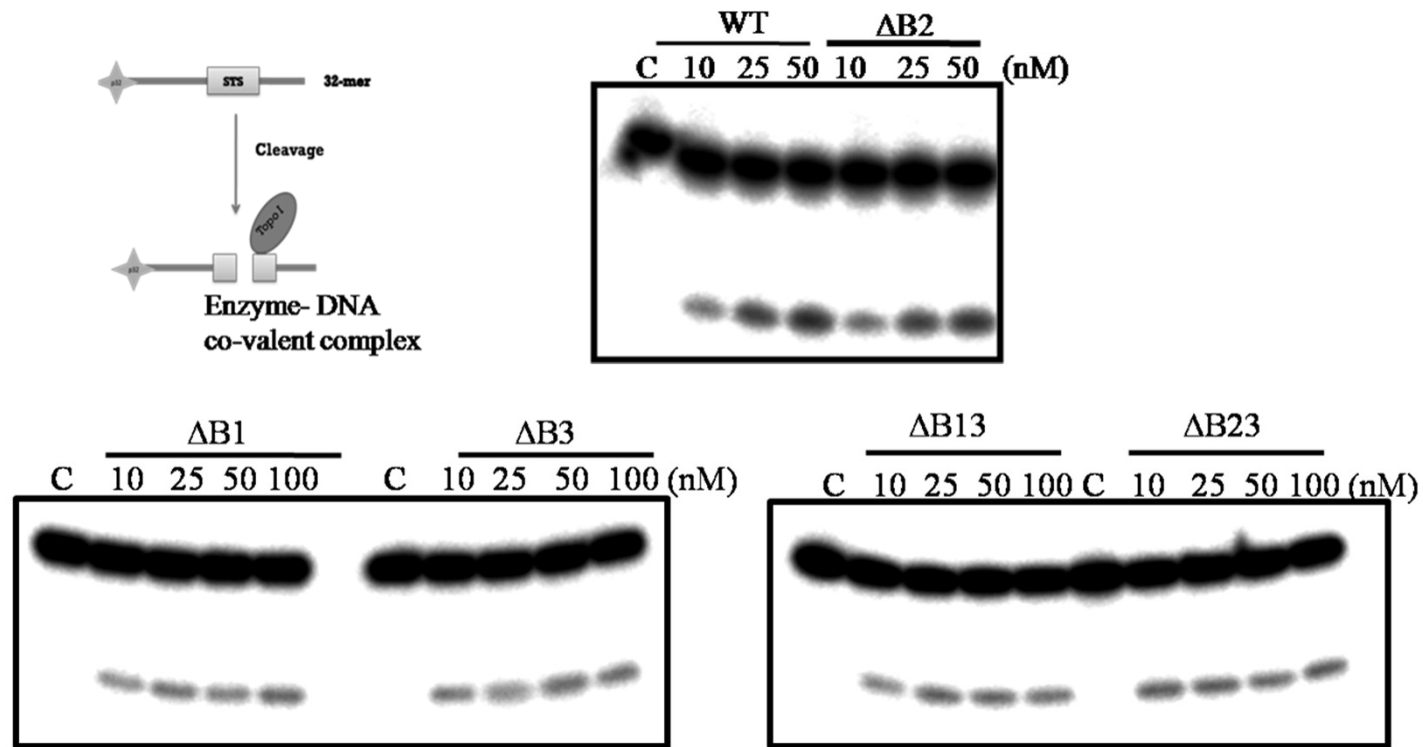 p32 STS 32-mer
Cleavage
Topo I
p32
Enzyme- DNA
co-valent complex
WT ΔB2
C 10 25 50 10 25 50 (nM)
ΔB1 ΔB3
C 10 25 50 100 C 10 25 50 100 (nM)
ΔB13 ΔB23
C 10 25 50 100 C 10 25 50 100 (nM)